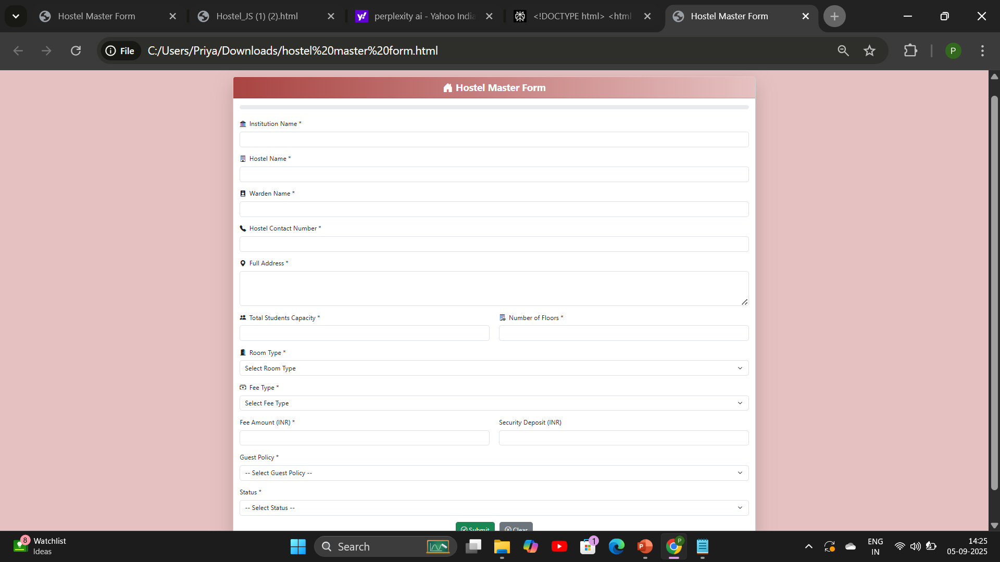 Hostel Master Form
Hostel_JS (1) (2).html
perplexity ai - Yahoo India
<!DOCTYPE html> <html
Hostel Master Form
File
C:/Users/Priya/Downloads/hostel%20master%20form.html
P
Hostel Master Form
Institution Name *
Hostel Name *
Warden Name *
Hostel Contact Number *
Full Address *
Total Students Capacity *
Number of Floors *
Room Type *
Select Room Type
Fee Type *
Select Fee Type
Fee Amount (INR) *
Security Deposit (INR)
Guest Policy *
-- Select Guest Policy --
Status *
-- Select Status --
Submit
Clear
8
Watchlist
Ideas
Search
1
P
P
ENG
IN
14:25
05-09-2025